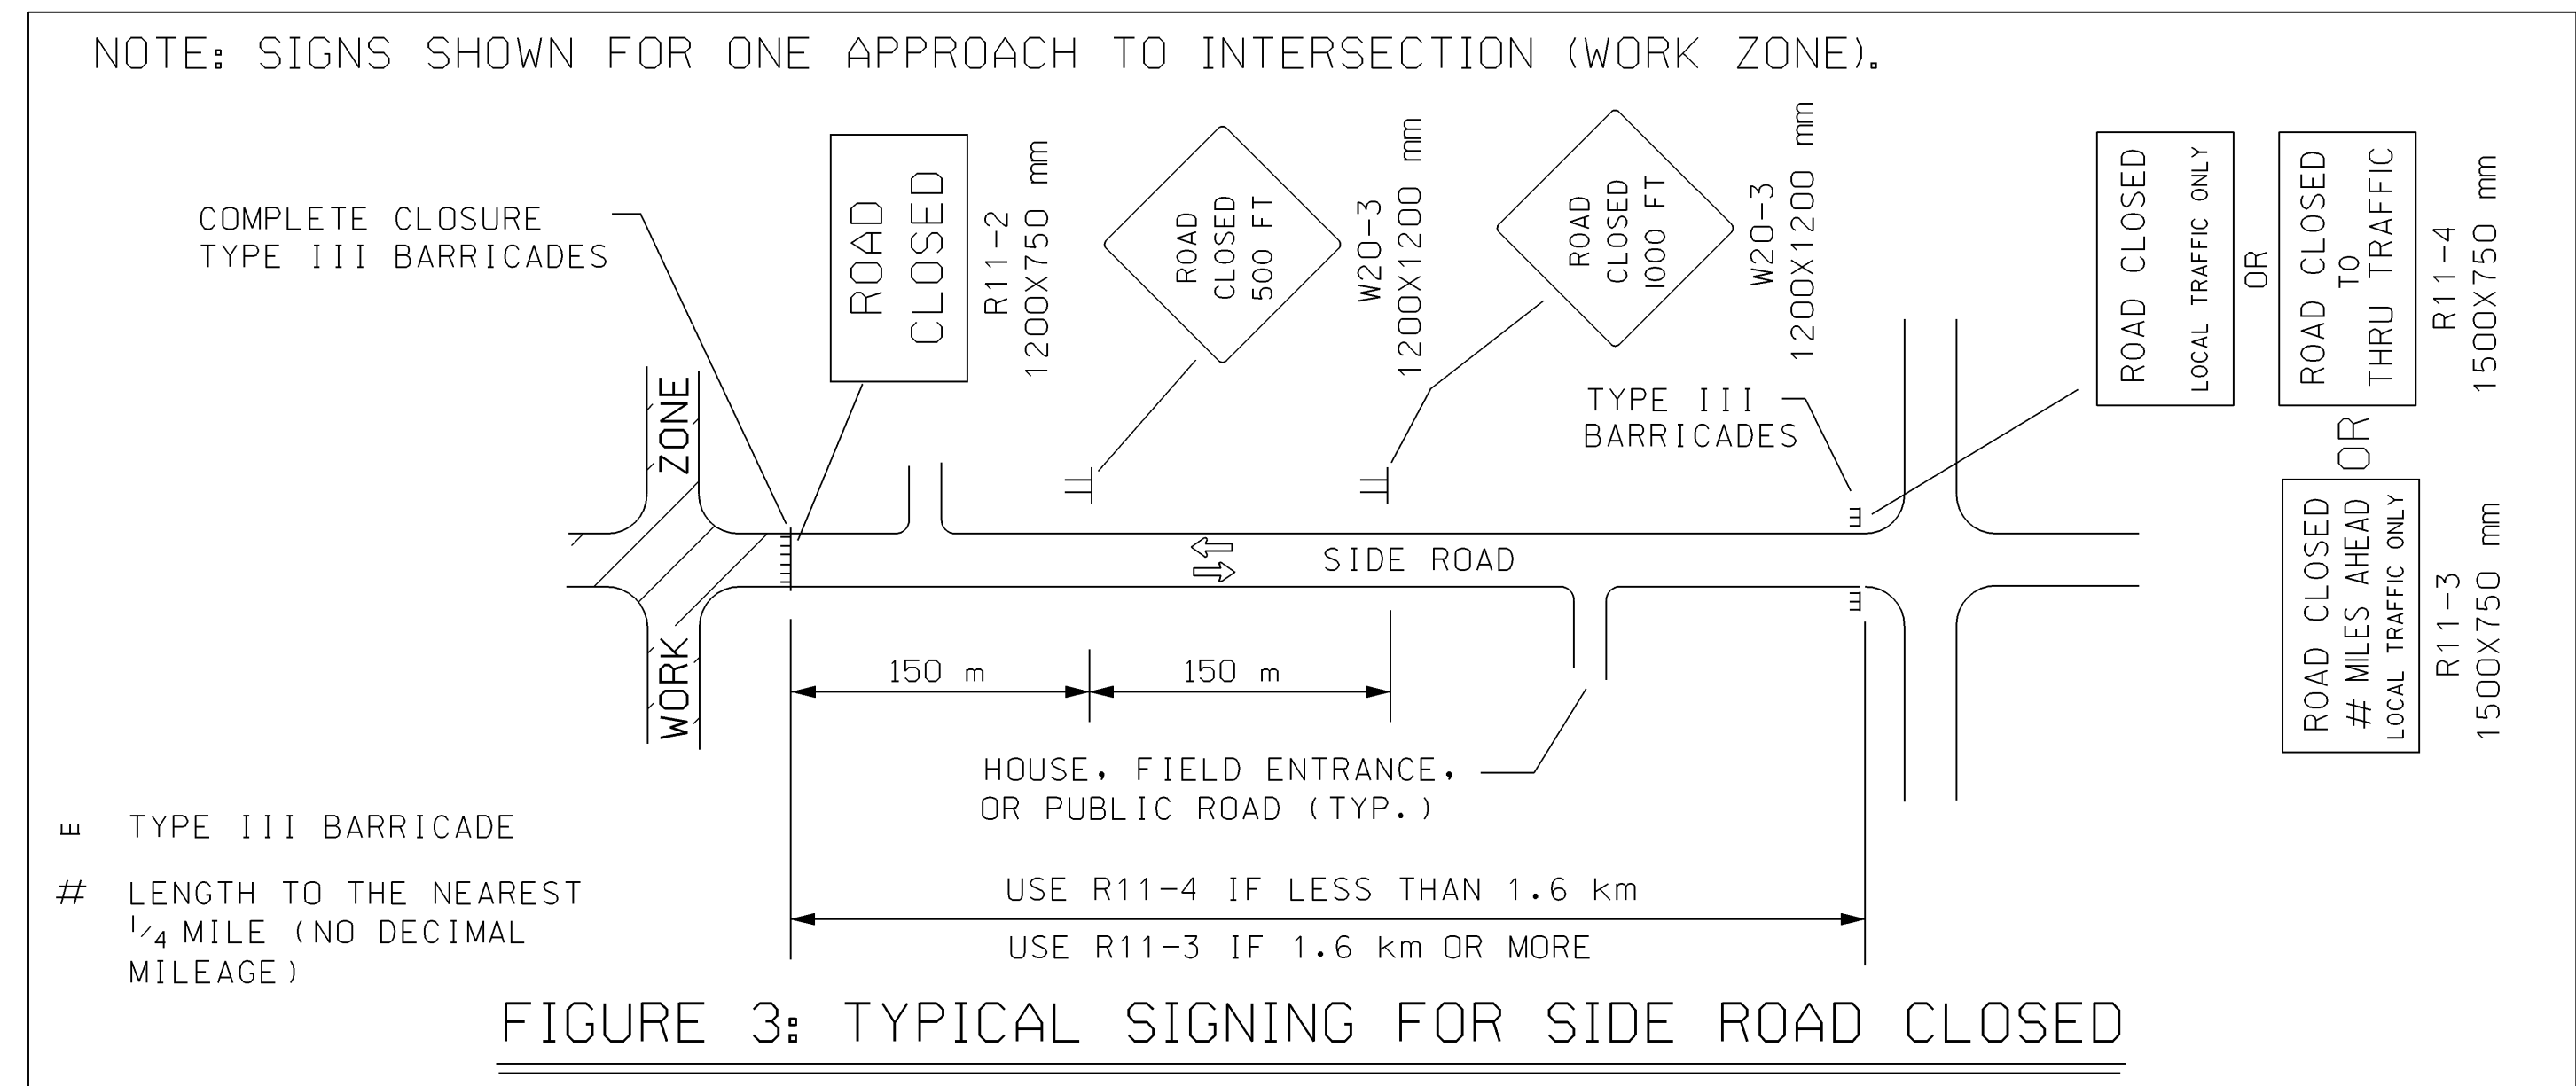 NOTE: SIGNS SHOWN FOR ONE APPROACH TO INTERSECTION (WORK ZONE).
COMPLETE CLOSURE
TYPE III BARRICADES
ROAD
CLOSED
R11-2
1200X750 mm
ROAD
CLOSED
500 FT
W20-3
1200X1200 mm
ROAD
CLOSED
1000 FT
W20-3
1200X1200 mm
TYPE III
BARRICADES
ROAD CLOSED
LOCAL TRAFFIC ONLY
OR
ROAD CLOSED
TO
THRU TRAFFIC
R11-4
1500X750 mm
OR
ROAD CLOSED
# MILES AHEAD
LOCAL TRAFFIC ONLY
R11-3
1500X750 mm
WORK ZONE
SIDE ROAD
150 m
150 m
HOUSE, FIELD ENTRANCE,
OR PUBLIC ROAD (TYP.)
TYPE III BARRICADE
# LENGTH TO THE NEAREST
1/4 MILE (NO DECIMAL
MILEAGE)
USE R11-4 IF LESS THAN 1.6 km
USE R11-3 IF 1.6 km OR MORE
FIGURE 3: TYPICAL SIGNING FOR SIDE ROAD CLOSED